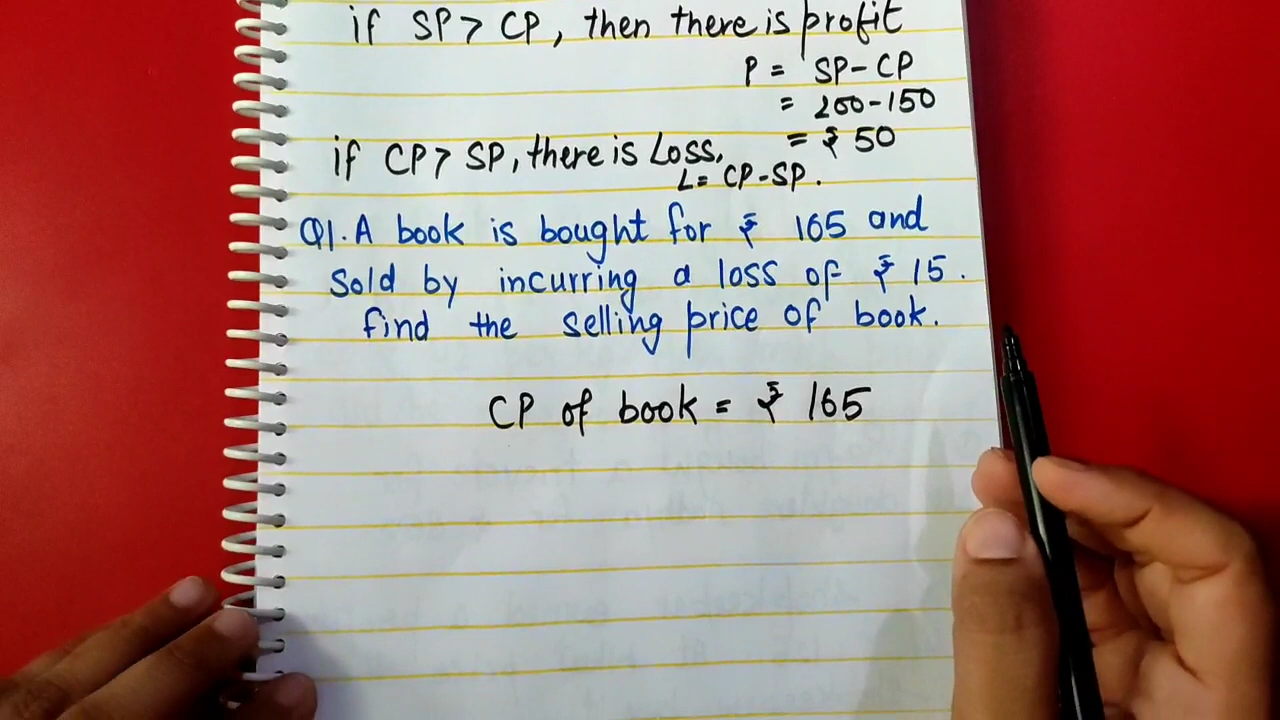 if SP > CP, then there is profit
P = SP - CP
= 200 - 150
= ₹ 50
if CP > SP, there is Loss,
L = CP - SP.
Q1. A book is bought for ₹ 165 and
Sold by incurring a loss of ₹ 15.
find the selling price of book.
CP of book = ₹ 165